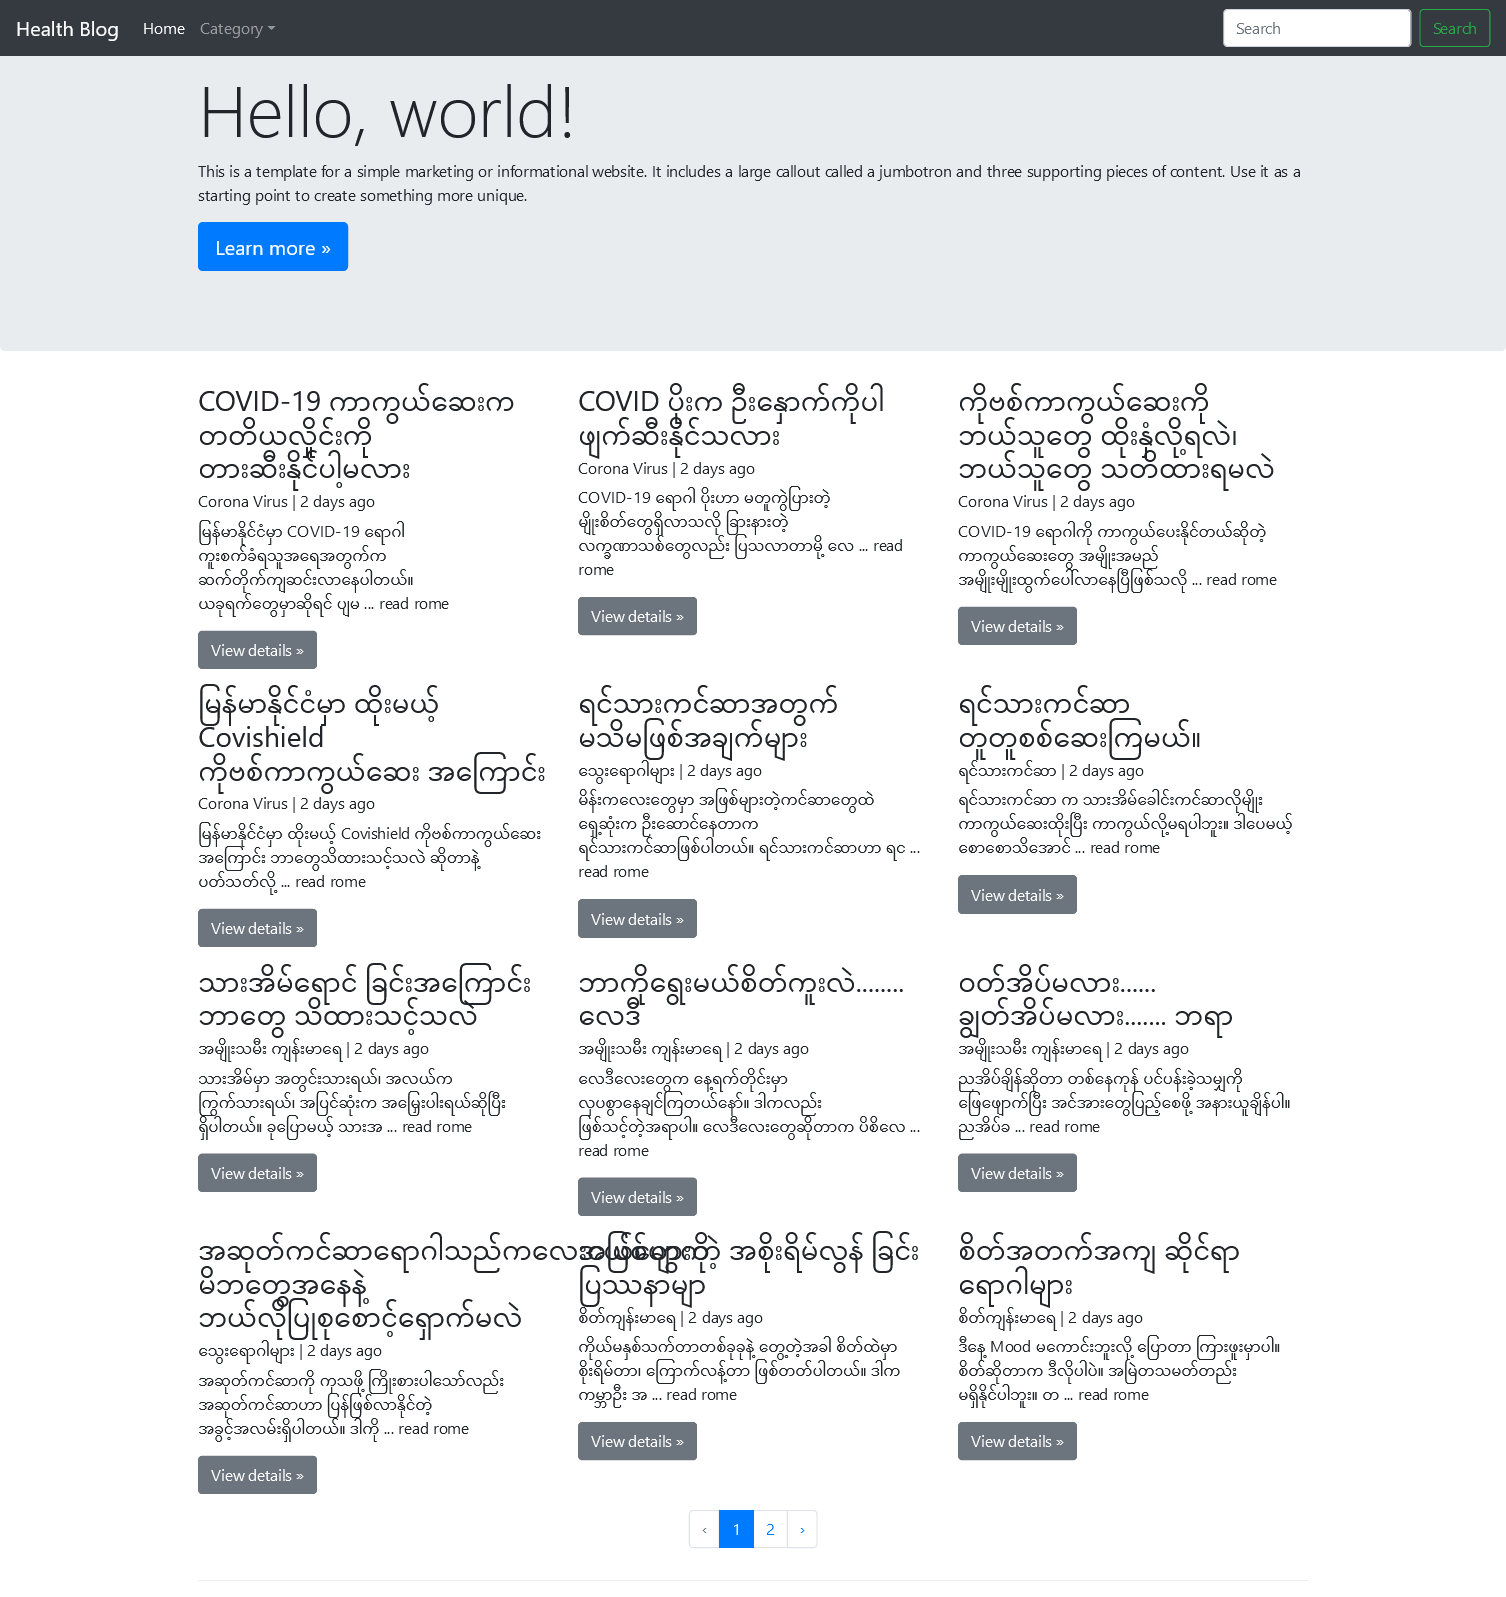 Health Blog Home Category Search Search
Hello, world!
This is a template for a simple marketing or informational website. It includes a large callout called a jumbotron and three supporting pieces of content. Use it as a
starting point to create something more unique.
Learn more »
COVID-19 ကာကွယ်ဆေးက
တတိယလှိုင်းကို
တားဆီးနိုင်ပါ့မလား
Corona Virus | 2 days ago
မြန်မာနိုင်ငံမှာ COVID-19 ရောဂါ
ကူးစက်ခံရသူအရေအတွက်က
ဆက်တိုက်ကျဆင်းလာနေပါတယ်။
ယခုရက်တွေမှာဆိုရင် ပျမ ... read rome
View details »
COVID ပိုးက ဦးနှောက်ကိုပါ
ဖျက်ဆီးနိုင်သလား
Corona Virus | 2 days ago
COVID-19 ရောဂါ ပိုးဟာ မတူကွဲပြားတဲ့
မျိုးစိတ်တွေရှိလာသလို ခြားနားတဲ့
လက္ခဏာသစ်တွေလည်း ပြသလာတာမို့ လေ ... read
rome
View details »
ကိုဗစ်ကာကွယ်ဆေးကို
ဘယ်သူတွေ ထိုးနှံလို့ရလဲ၊
ဘယ်သူတွေ သတိထားရမလဲ
Corona Virus | 2 days ago
COVID-19 ရောဂါကို ကာကွယ်ပေးနိုင်တယ်ဆိုတဲ့
ကာကွယ်ဆေးတွေ အမျိုးအမည်
အမျိုးမျိုးထွက်ပေါ်လာနေပြီဖြစ်သလို ... read rome
View details »
မြန်မာနိုင်ငံမှာ ထိုးမယ့်
Covishield
ကိုဗစ်ကာကွယ်ဆေး အကြောင်း
Corona Virus | 2 days ago
မြန်မာနိုင်ငံမှာ ထိုးမယ့် Covishield ကိုဗစ်ကာကွယ်ဆေး
အကြောင်း ဘာတွေသိထားသင့်သလဲ ဆိုတာနဲ့
ပတ်သတ်လို့ ... read rome
View details »
ရင်သားကင်ဆာအတွက်
မသိမဖြစ်အချက်များ
သွေးရောဂါများ | 2 days ago
မိန်းကလေးတွေမှာ အဖြစ်များတဲ့ကင်ဆာတွေထဲ
ရှေ့ဆုံးက ဦးဆောင်နေတာက
ရင်သားကင်ဆာဖြစ်ပါတယ်။ ရင်သားကင်ဆာဟာ ရင ...
read rome
View details »
ရင်သားကင်ဆာ
တူတူစစ်ဆေးကြမယ်။
ရင်သားကင်ဆာ | 2 days ago
ရင်သားကင်ဆာ က သားအိမ်ခေါင်းကင်ဆာလိုမျိုး
ကာကွယ်ဆေးထိုးပြီး ကာကွယ်လို့မရပါဘူး။ ဒါပေမယ့်
စောစောသိအောင် ... read rome
View details »
သားအိမ်ရောင် ခြင်းအကြောင်း
ဘာတွေ သိထားသင့်သလဲ
အမျိုးသမီး ကျန်းမာရေ | 2 days ago
သားအိမ်မှာ အတွင်းသားရယ်၊ အလယ်က
ကြွက်သားရယ်၊ အပြင်ဆုံးက အမြှေးပါးရယ်ဆိုပြီး
ရှိပါတယ်။ ခုပြောမယ့် သားအ ... read rome
View details »
ဘာကိုရွေးမယ်စိတ်ကူးလဲ........
လေဒီ
အမျိုးသမီး ကျန်းမာရေ | 2 days ago
လေဒီလေးတွေက နေ့ရက်တိုင်းမှာ
လှပစွာနေချင်ကြတယ်နော်။ ဒါကလည်း
ဖြစ်သင့်တဲ့အရာပါ။ လေဒီလေးတွေဆိုတာက ပိစိလေ ...
read rome
View details »
ဝတ်အိပ်မလား......
ချွတ်အိပ်မလား....... ဘရာ
အမျိုးသမီး ကျန်းမာရေ | 2 days ago
ညအိပ်ချိန်ဆိုတာ တစ်နေကုန် ပင်ပန်းခဲ့သမျှကို
ဖြေဖျောက်ပြီး အင်အားတွေပြည့်စေဖို့ အနားယူချိန်ပါ။
ညအိပ်ခ ... read rome
View details »
မိဘတွေအနေနဲ့
ဘယ်လိုပြုစုစောင့်ရှောက်မလဲ
သွေးရောဂါများ | 2 days ago
အဆုတ်ကင်ဆာကို ကုသဖို့ ကြိုးစားပါသော်လည်း
အဆုတ်ကင်ဆာဟာ ပြန်ဖြစ်လာနိုင်တဲ့
အခွင့်အလမ်းရှိပါတယ်။ ဒါကို ... read rome
View details »
အစိုးရိမ်လွန် ခြင်း
ပြဿနာမျာ
စိတ်ကျန်းမာရေ | 2 days ago
ကိုယ်မနှစ်သက်တာတစ်ခုခုနဲ့ တွေ့တဲ့အခါ စိတ်ထဲမှာ
စိုးရိမ်တာ၊ ကြောက်လန့်တာ ဖြစ်တတ်ပါတယ်။ ဒါက
ကမ္ဘာဦး အ ... read rome
View details »
စိတ်အတက်အကျ ဆိုင်ရာ
ရောဂါများ
စိတ်ကျန်းမာရေ | 2 days ago
ဒီနေ့ Mood မကောင်းဘူးလို့ ပြောတာ ကြားဖူးမှာပါ။
စိတ်ဆိုတာက ဒီလိုပါပဲ။ အမြဲတသမတ်တည်း
မရှိနိုင်ပါဘူး။ တ ... read rome
View details »
‹ 1 2 ›